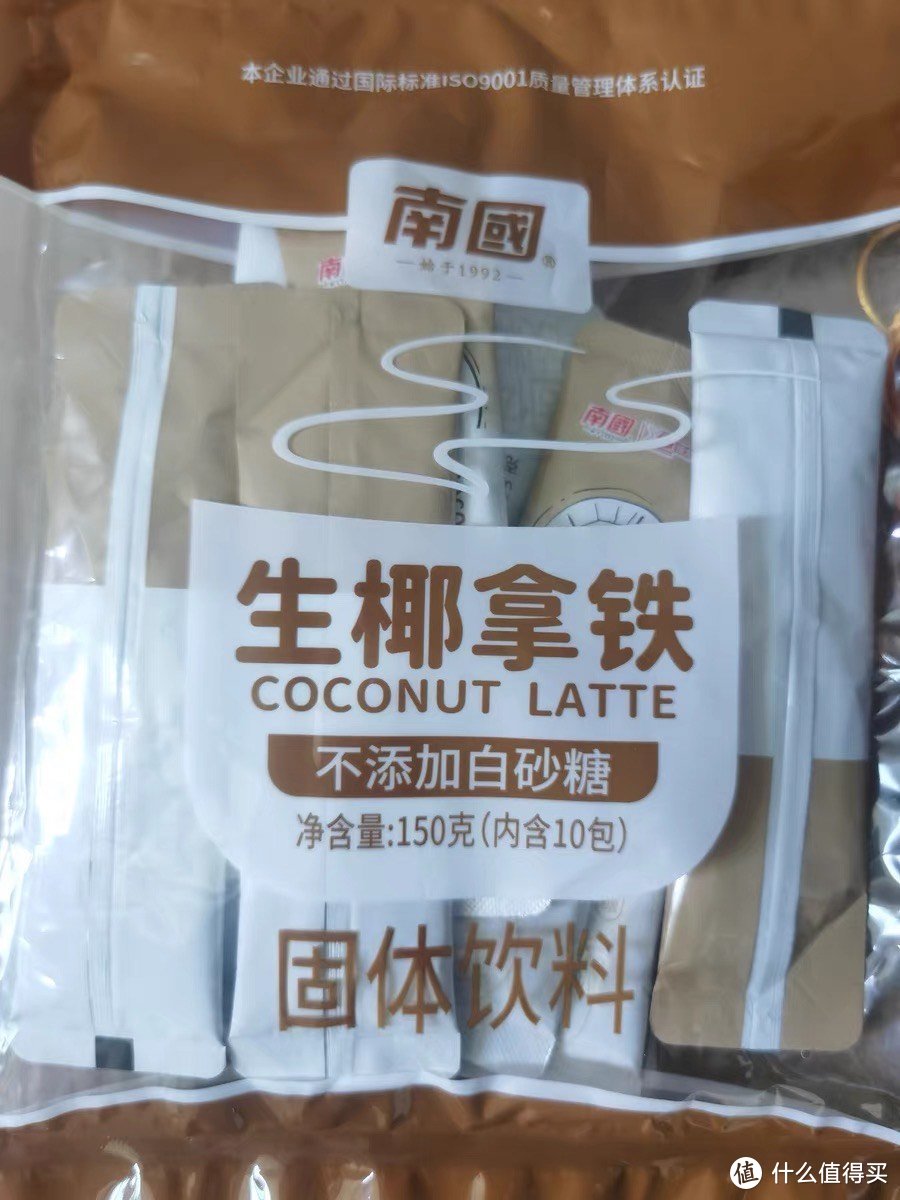 本企业通过国际标准ISO9001质量管理体系认证
南國®
始于1992
南國
生椰拿铁
COCONUT LATTE
不添加白砂糖
净含量:150克(内含10包)
固体饮料
值 什么值得买